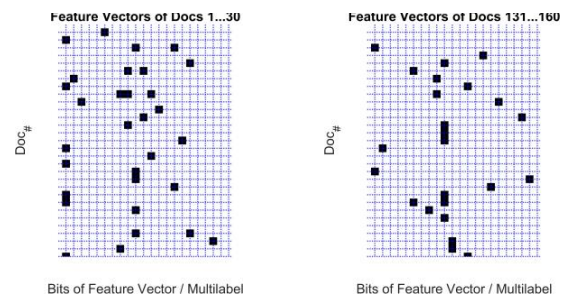 Feature Vectors of Docs 1...30
Feature Vectors of Docs 131...160
Doc#
Doc#
Bits of Feature Vector / Multilabel
Bits of Feature Vector / Multilabel